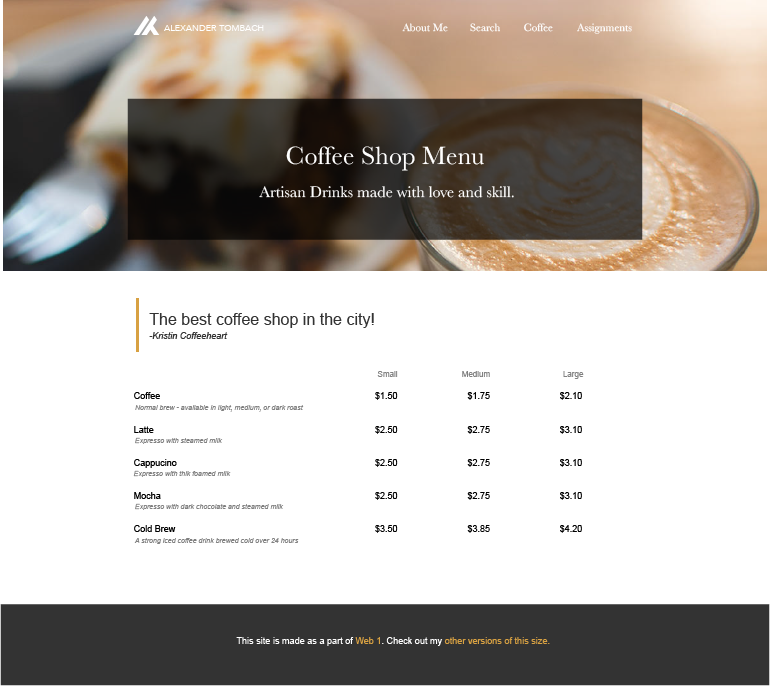 ALEXANDER TOMBACH About Me Search Coffee Assignments
Coffee Shop Menu
Artisan Drinks made with love and skill.
The best coffee shop in the city!
-Kristin Coffeeheart
Small Medium Large
Coffee $1.50 $1.75 $2.10
Normal brew - available in light, medium, or dark roast
Latte $2.50 $2.75 $3.10
Expresso with steamed milk
Cappucino $2.50 $2.75 $3.10
Expresso with thik foamed milk
Mocha $2.50 $2.75 $3.10
Expresso with dark chocolate and steamed milk
Cold Brew $3.50 $3.85 $4.20
A strong iced coffee drink brewed cold over 24 hours
This site is made as a part of Web 1. Check out my other versions of this size.